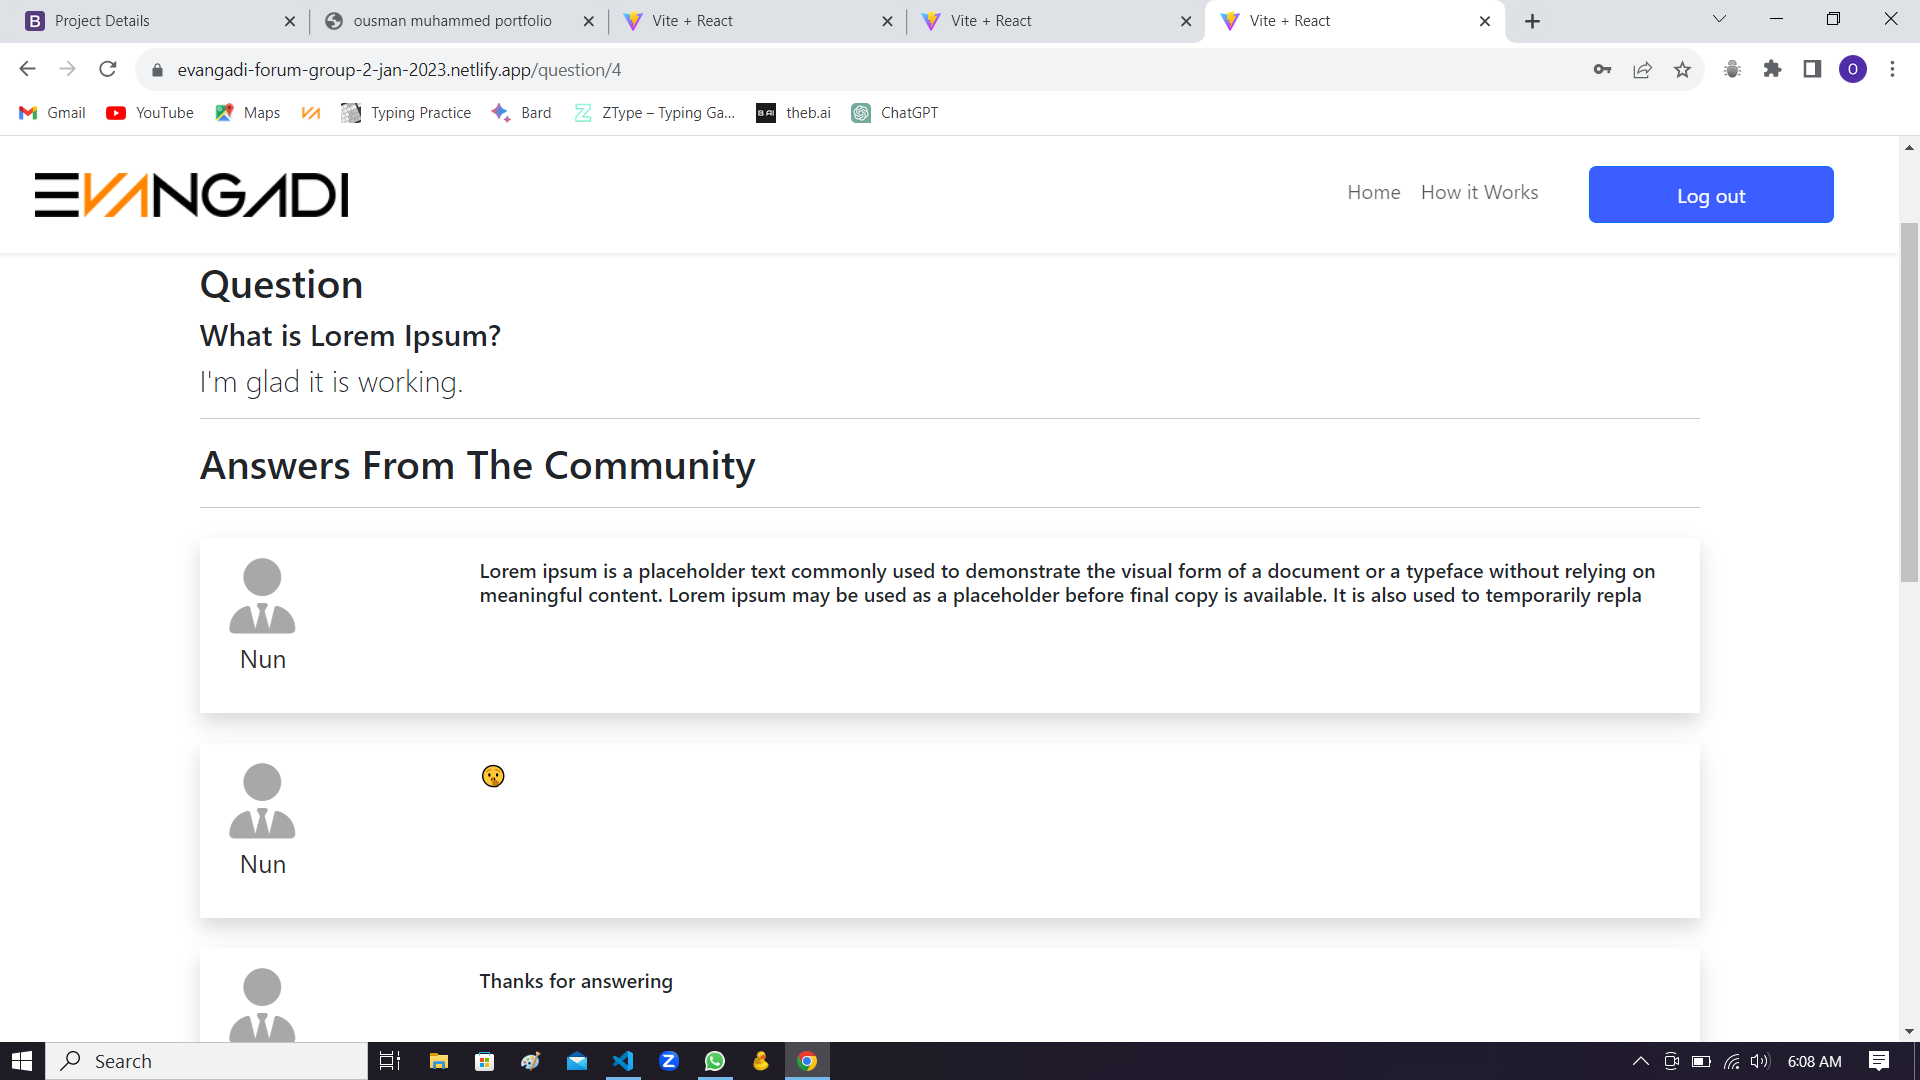 Project Details
ousman muhammed portfolio
Vite + React
Vite + React
Vite + React
evangadi-forum-group-2-jan-2023.netlify.app/question/4
O
Gmail
YouTube
Maps
Typing Practice
Bard
ZType – Typing Ga...
B AI
theb.ai
ChatGPT
EVANGADI
Home
How it Works
Log out
Question
What is Lorem Ipsum?
I'm glad it is working.
Answers From The Community
Lorem ipsum is a placeholder text commonly used to demonstrate the visual form of a document or a typeface without relying on
meaningful content. Lorem ipsum may be used as a placeholder before final copy is available. It is also used to temporarily repla
Nun
🤫
Nun
Thanks for answering
Search
6:08 AM